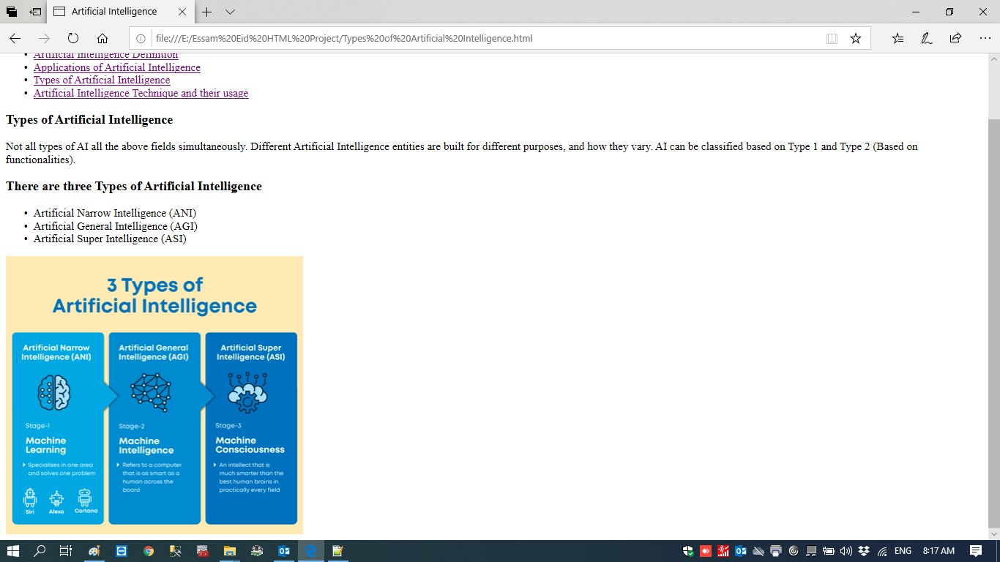 Artificial Intelligence
file:///E:/Essam%20Eid%20HTML%20Project/Types%20of%20Artificial%20Intelligence.html
Artificial Intelligence Definition
Applications of Artificial Intelligence
Types of Artificial Intelligence
Artificial Intelligence Technique and their usage
Types of Artificial Intelligence
Not all types of AI all the above fields simultaneously. Different Artificial Intelligence entities are built for different purposes, and how they vary. AI can be classified based on Type 1 and Type 2 (Based on
functionalities).
There are three Types of Artificial Intelligence
Artificial Narrow Intelligence (ANI)
Artificial General Intelligence (AGI)
Artificial Super Intelligence (ASI)
3 Types of
Artificial Intelligence
Artificial Narrow
Intelligence (ANI)
Stage-1
Machine
Learning
Specialises in one area
and solves one problem
Siri
Alexa
Cortana
Artificial General
Intelligence (AGI)
Stage-2
Machine
Intelligence
Refers to a computer
that is as smart as a
human across the
board
Artificial Super
Intelligence (ASI)
Stage-3
Machine
Consciousness
An intellect that is
much smarter than the
best human brains in
practically every field
ENG
8:17 AM